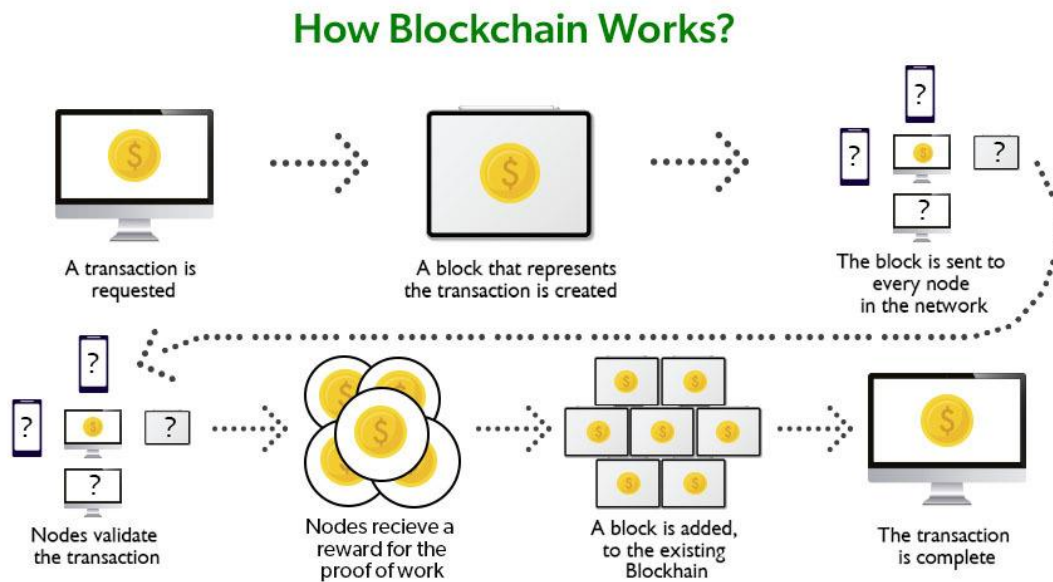 How Blockchain Works?
$
$
?
?
$
?
?
A transaction is
requested
A block that represents
the transaction is created
The block is sent to
every node
in the network
?
?
$
?
?
$
$
$
$
$
$
$
$
$
$
$
$
$
Nodes validate
the transaction
Nodes recieve a
reward for the
proof of work
A block is added,
to the existing
Blockhain
The transaction
is complete